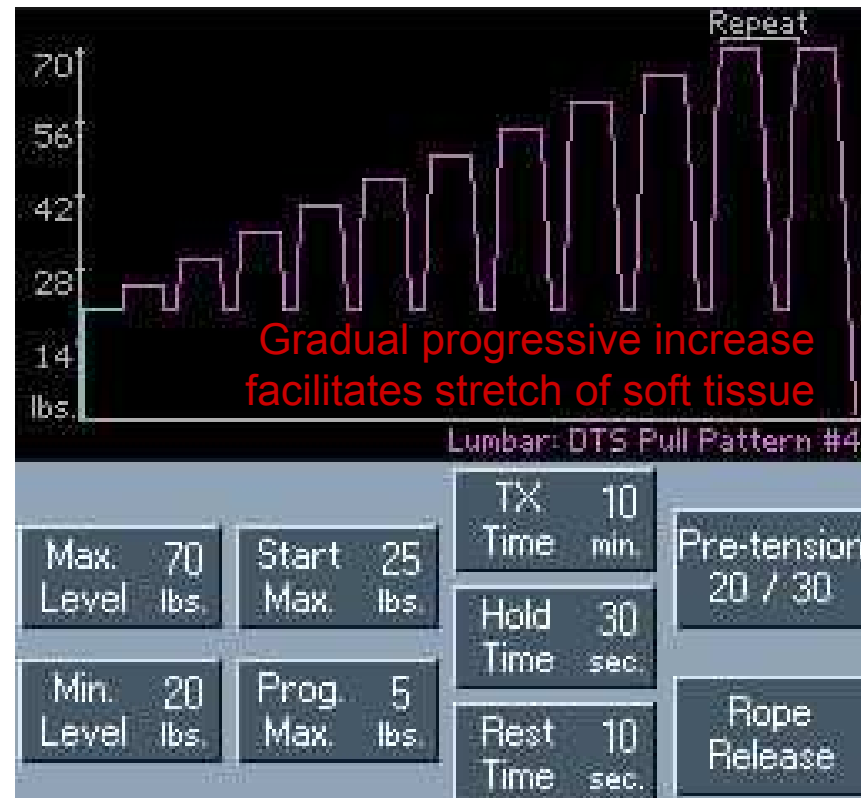 Repeat
70
56
42
28
14
lbs.
Gradual progressive increase
facilitates stretch of soft tissue
Lumbar: DTS Pull Pattern #4
Max. 70
Level lbs.
Start 25
Max. lbs.
TX 10
Time min.
Pre-tension
20 / 30
Min. 20
Level lbs.
Prog. 5
Max. lbs.
Hold 30
Time sec.
Rest 10
Time sec.
Rope
Release